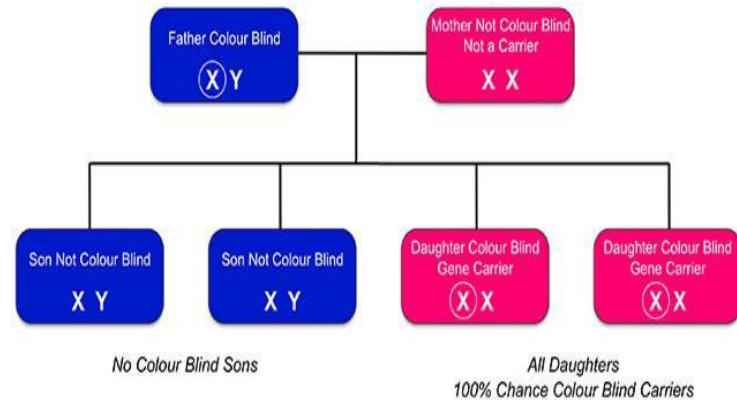 Father Colour Blind
X Y
Mother Not Colour Blind
Not a Carrier
X X
Son Not Colour Blind
X Y
Son Not Colour Blind
X Y
Daughter Colour Blind
Gene Carrier
X X
Daughter Colour Blind
Gene Carrier
X X
No Colour Blind Sons
All Daughters
100% Chance Colour Blind Carriers